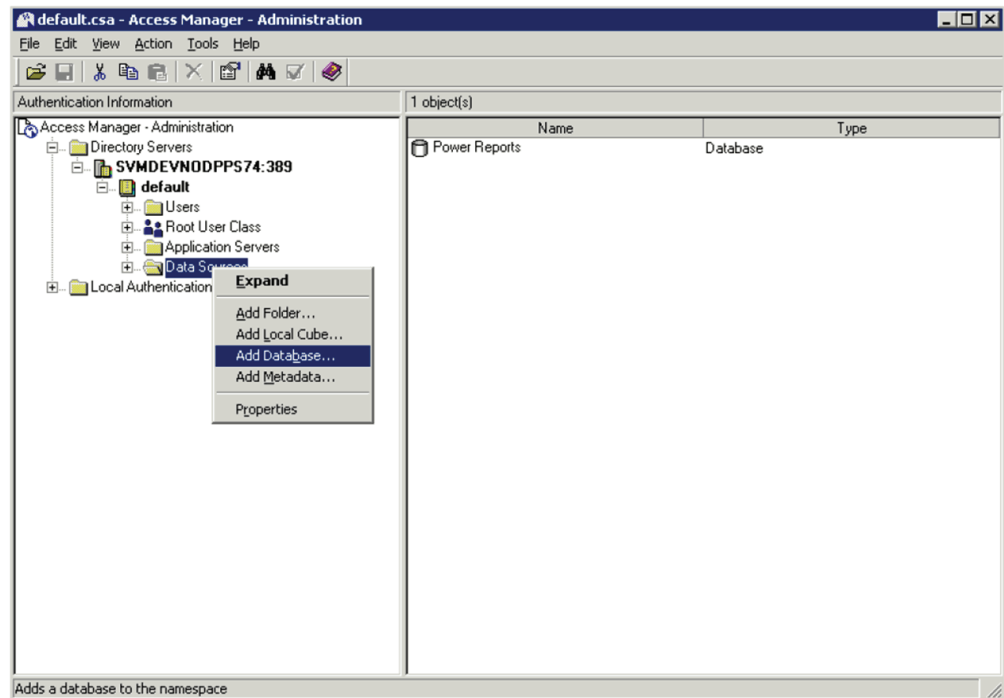 default.csa - Access Manager - Administration
File Edit View Action Tools Help
Authentication Information
1 object(s)
Access Manager - Administration
Directory Servers
SVMDEVNODPPS74:389
default
Users
Root User Class
Application Servers
Data Sources
Local Authentication
Expand
Add Folder...
Add Local Cube...
Add Database...
Add Metadata...
Properties
Name Type
Power Reports Database
Adds a database to the namespace